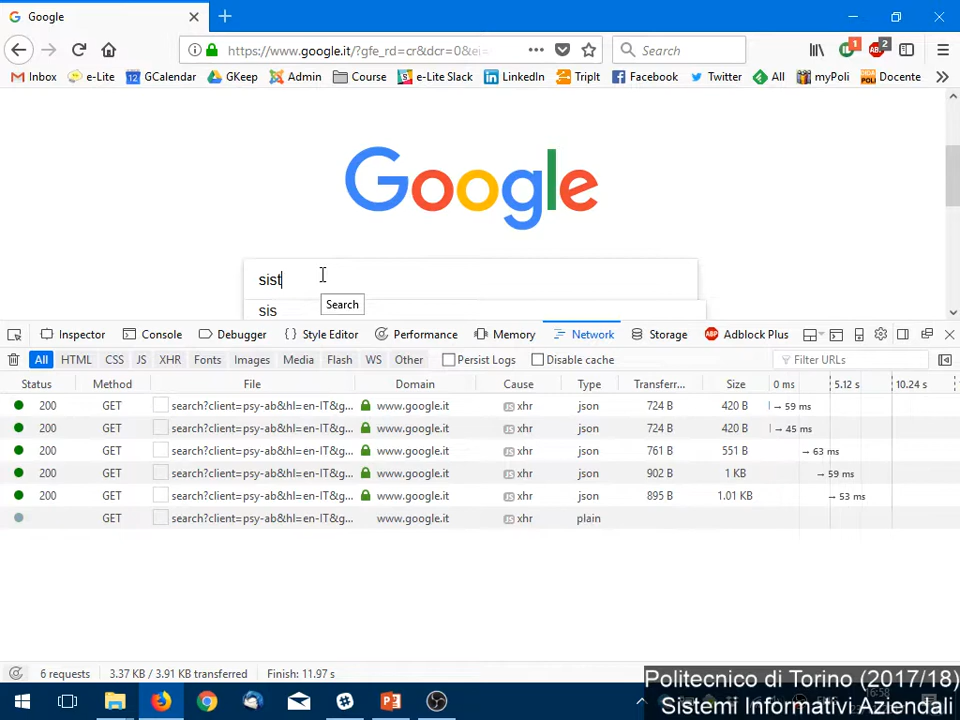 Google
https://www.google.it/?gfe_rd=cr&dcr=0&ei=
Search
1
2
Inbox e-Lite GCalendar GKeep Admin Course e-Lite Slack LinkedIn TripIt Facebook Twitter All myPoli Docente
Google
sist
Search
sis
Inspector Console Debugger Style Editor Performance Memory Network Storage Adblock Plus
All HTML CSS JS XHR Fonts Images Media Flash WS Other Persist Logs Disable cache Filter URLs
Status Method File Domain Cause Type Transferr... Size 0 ms 5.12 s 10.24 s
200 GET search?client=psy-ab&hl=en-IT&g... www.google.it JS xhr json 724 B 420 B → 59 ms
200 GET search?client=psy-ab&hl=en-IT&g... www.google.it JS xhr json 724 B 420 B → 45 ms
200 GET search?client=psy-ab&hl=en-IT&g... www.google.it JS xhr json 761 B 551 B → 63 ms
200 GET search?client=psy-ab&hl=en-IT&g... www.google.it JS xhr json 902 B 1 KB → 59 ms
200 GET search?client=psy-ab&hl=en-IT&g... www.google.it JS xhr json 895 B 1.01 KB → 53 ms
GET search?client=psy-ab&hl=en-IT&g... www.google.it JS xhr plain
6 requests 3.37 KB / 3.91 KB transferred Finish: 11.97 s
Politecnico di Torino (2017/18)
Sistemi Informativi Aziendali
16:58